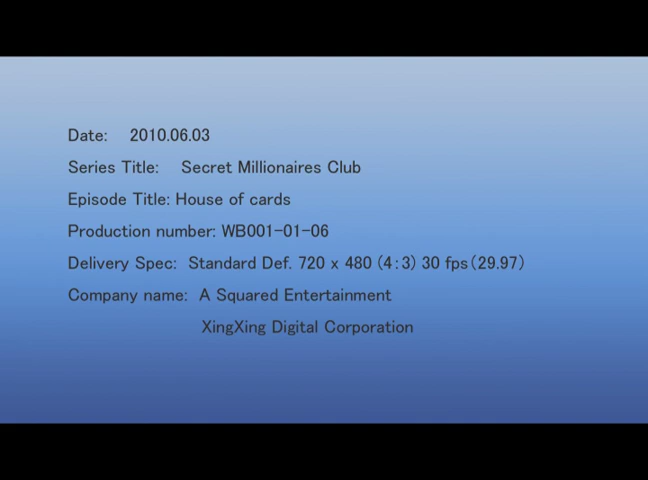 Date: 2010.06.03
Series Title: Secret Millionaires Club
Episode Title: House of cards
Production number: WB001-01-06
Delivery Spec: Standard Def. 720 x 480 (4:3) 30 fps(29.97)
Company name: A Squared Entertainment
XingXing Digital Corporation